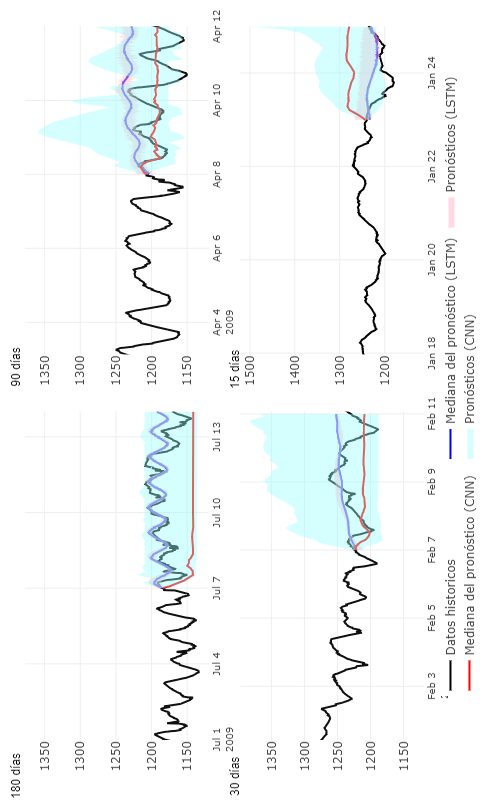 180 días
1350
1300
1250
1200
1150
Jul 1
2009
Jul 4
Jul 7
Jul 10
Jul 13
90 días
1350
1300
1250
1200
1150
Apr 4
2009
Apr 6
Apr 8
Apr 10
Apr 12
30 días
1350
1300
1250
1200
1150
Feb 3
Feb 5
Feb 7
Feb 9
Feb 11
15 días
1500
1400
1300
1200
Jan 18
Jan 20
Jan 22
Jan 24
Datos historicos
Mediana del pronóstico (LSTM)
Pronósticos (LSTM)
Mediana del pronóstico (CNN)
Pronósticos (CNN)